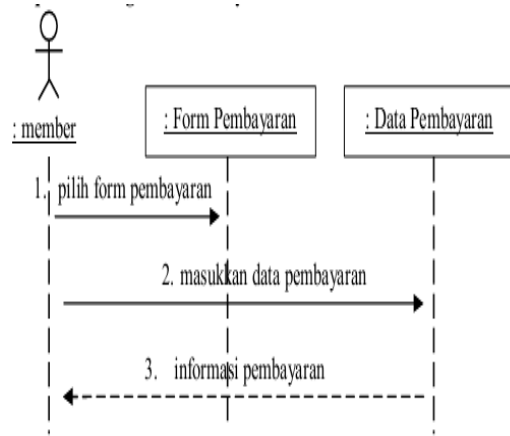 : member
: Form Pembayaran
: Data Pembayaran
1. pilih form pembayaran
2. masukkan data pembayaran
3. informasi pembayaran